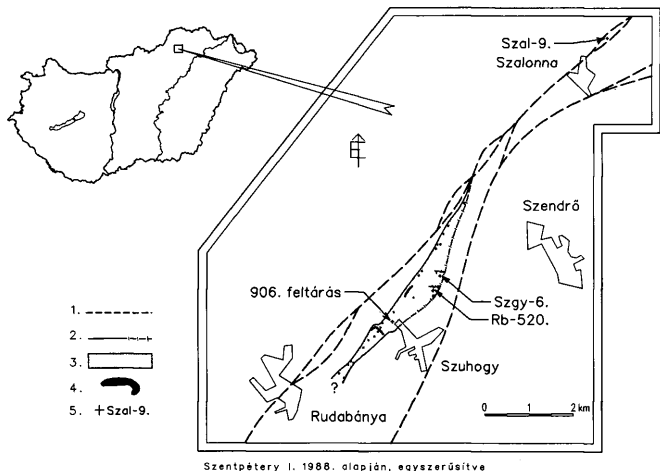 Szal-9.
Szalonna
É
Szendrő
906. feltárás
Szgy-6.
Rb-520.
Szuhogy
?
Rudabánya
0 1 2 km
1.
2.
3.
4.
5. +Szal-9.
Szentpétery I. 1988. alapján, egyszerűsítve